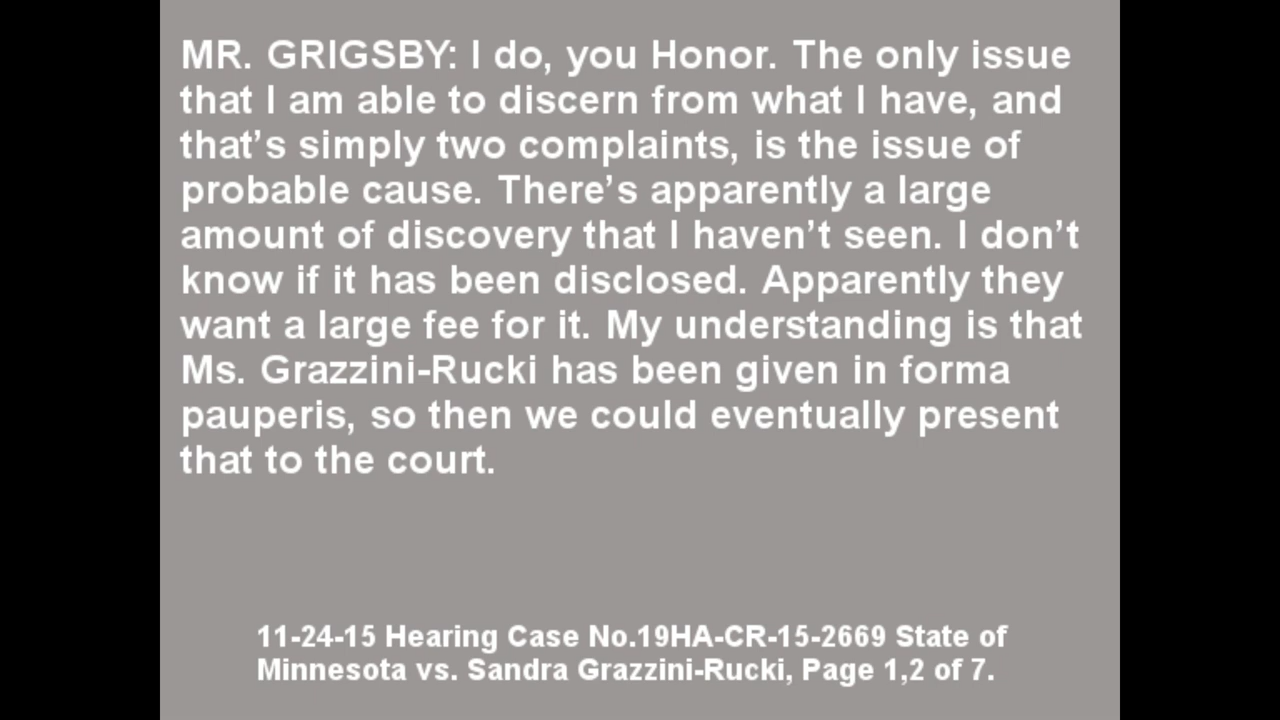 MR. GRIGSBY: I do, you Honor. The only issue
that I am able to discern from what I have, and
that’s simply two complaints, is the issue of
probable cause. There’s apparently a large
amount of discovery that I haven’t seen. I don’t
know if it has been disclosed. Apparently they
want a large fee for it. My understanding is that
Ms. Grazzini-Rucki has been given in forma
pauperis, so then we could eventually present
that to the court.
11-24-15 Hearing Case No.19HA-CR-15-2669 State of
Minnesota vs. Sandra Grazzini-Rucki, Page 1,2 of 7.